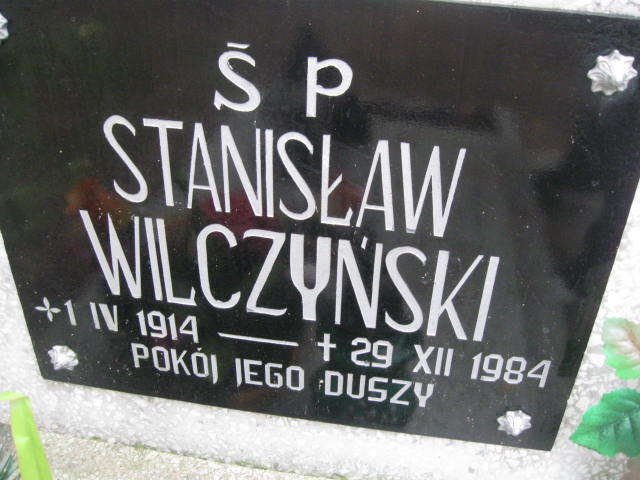 Ś P
STANISŁAW
WILCZYŃSKI
1 IV 1914 — + 29 XII 1984
POKÓJ JEGO DUSZY